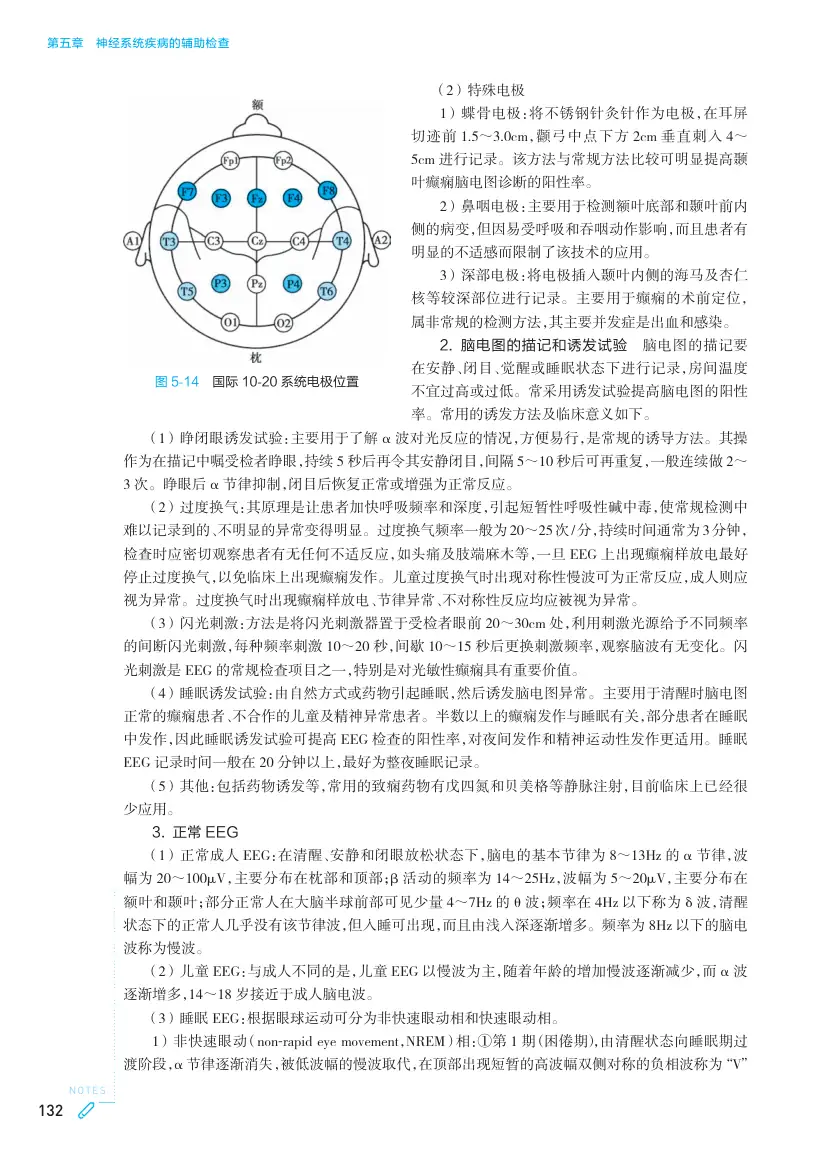 第五章 神经系统疾病的辅助检查
额
Fp1 Fp2
F7 F3 Fz F4 F8
A1 T3 C3 Cz C4 T4 A2
T5 P3 Pz P4 T6
O1 O2
枕
图 5-14 国际 10-20 系统电极位置
（2）特殊电极
1）蝶骨电极：将不锈钢针灸针作为电极，在耳屏
切迹前 1.5～3.0cm，颧弓中点下方 2cm 垂直刺入 4～
5cm 进行记录。该方法与常规方法比较可明显提高颞
叶癫痫脑电图诊断的阳性率。
2）鼻咽电极：主要用于检测额叶底部和颞叶前内
侧的病变，但因易受呼吸和吞咽动作影响，而且患者有
明显的不适感而限制了该技术的应用。
3）深部电极：将电极插入颞叶内侧的海马及杏仁
核等较深部位进行记录。主要用于癫痫的术前定位，
属非常规的检测方法，其主要并发症是出血和感染。
2. 脑电图的描记和诱发试验 脑电图的描记要
在安静、闭目、觉醒或睡眠状态下进行记录，房间温度
不宜过高或过低。常采用诱发试验提高脑电图的阳性
率。常用的诱发方法及临床意义如下。
（1）睁闭眼诱发试验：主要用于了解 α 波对光反应的情况，方便易行，是常规的诱导方法。其操
作为在描记中嘱受检者睁眼，持续 5 秒后再令其安静闭目，间隔 5～10 秒后可再重复，一般连续做 2～
3 次。睁眼后 α 节律抑制，闭目后恢复正常或增强为正常反应。
（2）过度换气：其原理是让患者加快呼吸频率和深度，引起短暂性呼吸性碱中毒，使常规检测中
难以记录到的、不明显的异常变得明显。过度换气频率一般为 20～25 次/分，持续时间通常为 3 分钟，
检查时应密切观察患者有无任何不适反应，如头痛及肢端麻木等，一旦 EEG 上出现癫痫样放电最好
停止过度换气，以免临床上出现癫痫发作。儿童过度换气时出现对称性慢波可为正常反应，成人则应
视为异常。过度换气时出现癫痫样放电、节律异常、不对称性反应均应被视为异常。
（3）闪光刺激：方法是将闪光刺激器置于受检者眼前 20～30cm 处，利用刺激光源给予不同频率
的间断闪光刺激，每种频率刺激 10～20 秒，间歇 10～15 秒后更换刺激频率，观察脑波有无变化。闪
光刺激是 EEG 的常规检查项目之一，特别是对光敏性癫痫具有重要价值。
（4）睡眠诱发试验：由自然方式或药物引起睡眠，然后诱发脑电图异常。主要用于清醒时脑电图
正常的癫痫患者、不合作的儿童及精神异常患者。半数以上的癫痫发作与睡眠有关，部分患者在睡眠
中发作，因此睡眠诱发试验可提高 EEG 检查的阳性率，对夜间发作和精神运动性发作更适用。睡眠
EEG 记录时间一般在 20 分钟以上，最好为整夜睡眠记录。
（5）其他：包括药物诱发等，常用的致痫药物有戊四氮和贝美格等静脉注射，目前临床上已经很
少应用。
3. 正常 EEG
（1）正常成人 EEG：在清醒、安静和闭眼放松状态下，脑电的基本节律为 8～13Hz 的 α 节律，波
幅为 20～100μV，主要分布在枕部和顶部；β 活动的频率为 14～25Hz，波幅为 5～20μV，主要分布在
额叶和颞叶；部分正常人在大脑半球前部可见少量 4～7Hz 的 θ 波；频率在 4Hz 以下称为 δ 波，清醒
状态下的正常人几乎没有该节律波，但入睡可出现，而且由浅入深逐渐增多。频率为 8Hz 以下的脑电
波称为慢波。
（2）儿童 EEG：与成人不同的是，儿童 EEG 以慢波为主，随着年龄的增加慢波逐渐减少，而 α 波
逐渐增多，14～18 岁接近于成人脑电波。
（3）睡眠 EEG：根据眼球运动可分为非快速眼动相和快速眼动相。
1）非快速眼动（non-rapid eye movement，NREM）相：①第 1 期（困倦期），由清醒状态向睡眠期过
渡阶段，α 节律逐渐消失，被低波幅的慢波取代，在顶部出现短暂的高波幅双侧对称的负相波称为 “V”
NOTES
132